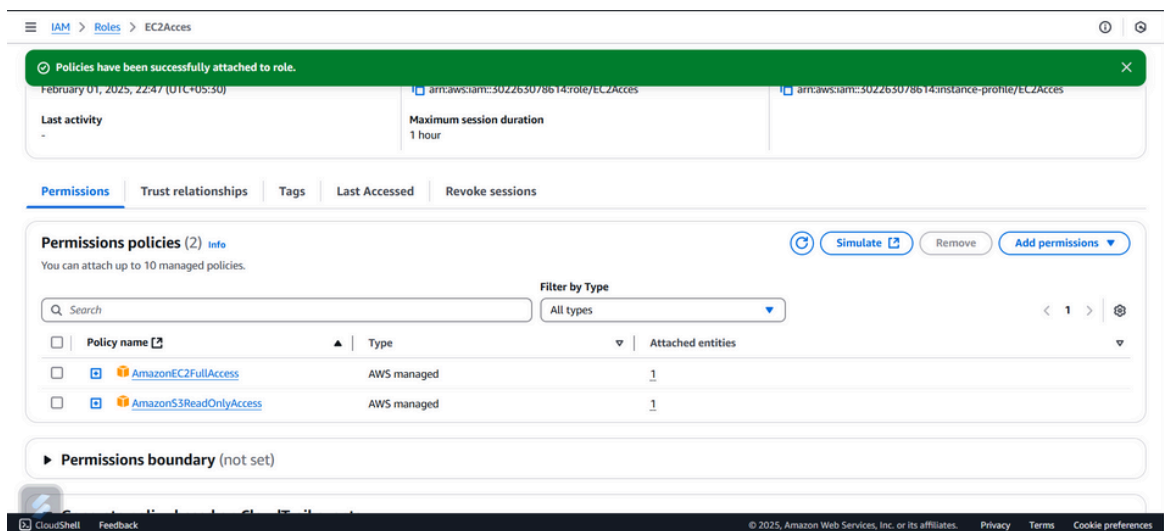 IAM > Roles > EC2Acces
Policies have been successfully attached to role.
February 01, 2025, 22:47 (UTC+05:30)
arn:aws:iam::302263078614:role/EC2Acces
arn:aws:iam::302263078614:instance-profile/EC2Acces
Last activity
-
Maximum session duration
1 hour
Permissions Trust relationships Tags Last Accessed Revoke sessions
Permissions policies (2) Info
Simulate Remove Add permissions
You can attach up to 10 managed policies.
Filter by Type
Search All types 1
Policy name Type Attached entities
AmazonEC2FullAccess AWS managed 1
AmazonS3ReadOnlyAccess AWS managed 1
Permissions boundary (not set)
CloudShell Feedback © 2025, Amazon Web Services, Inc. or its affiliates. Privacy Terms Cookie preferences